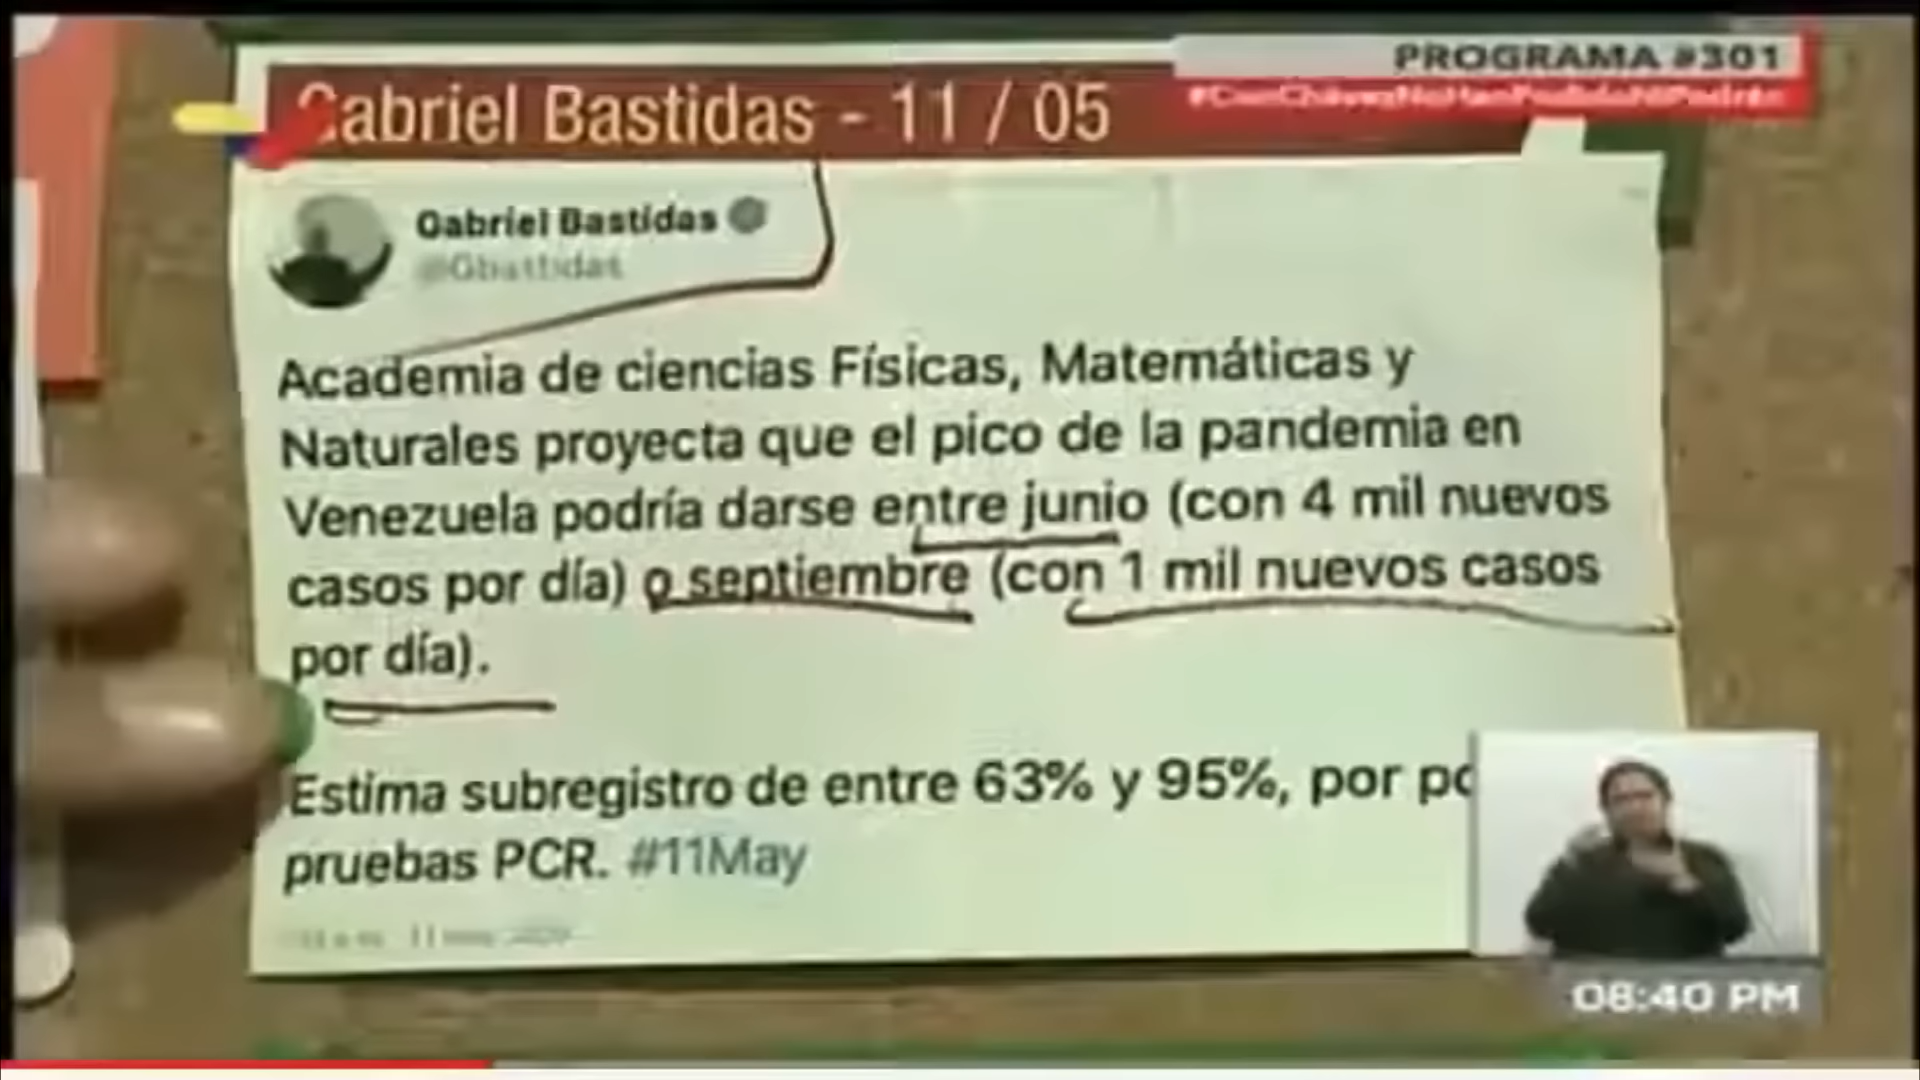 PROGRAMA #301
#ConChávezNoHanPodidoNiPodrán
Gabriel Bastidas - 11 / 05
Gabriel Bastidas
@Gbastidas
Academia de ciencias Físicas, Matemáticas y
Naturales proyecta que el pico de la pandemia en
Venezuela podría darse entre junio (con 4 mil nuevos
casos por día) o septiembre (con 1 mil nuevos casos
por día).
Estima subregistro de entre 63% y 95%, por
pruebas PCR. #11May
08:40 PM